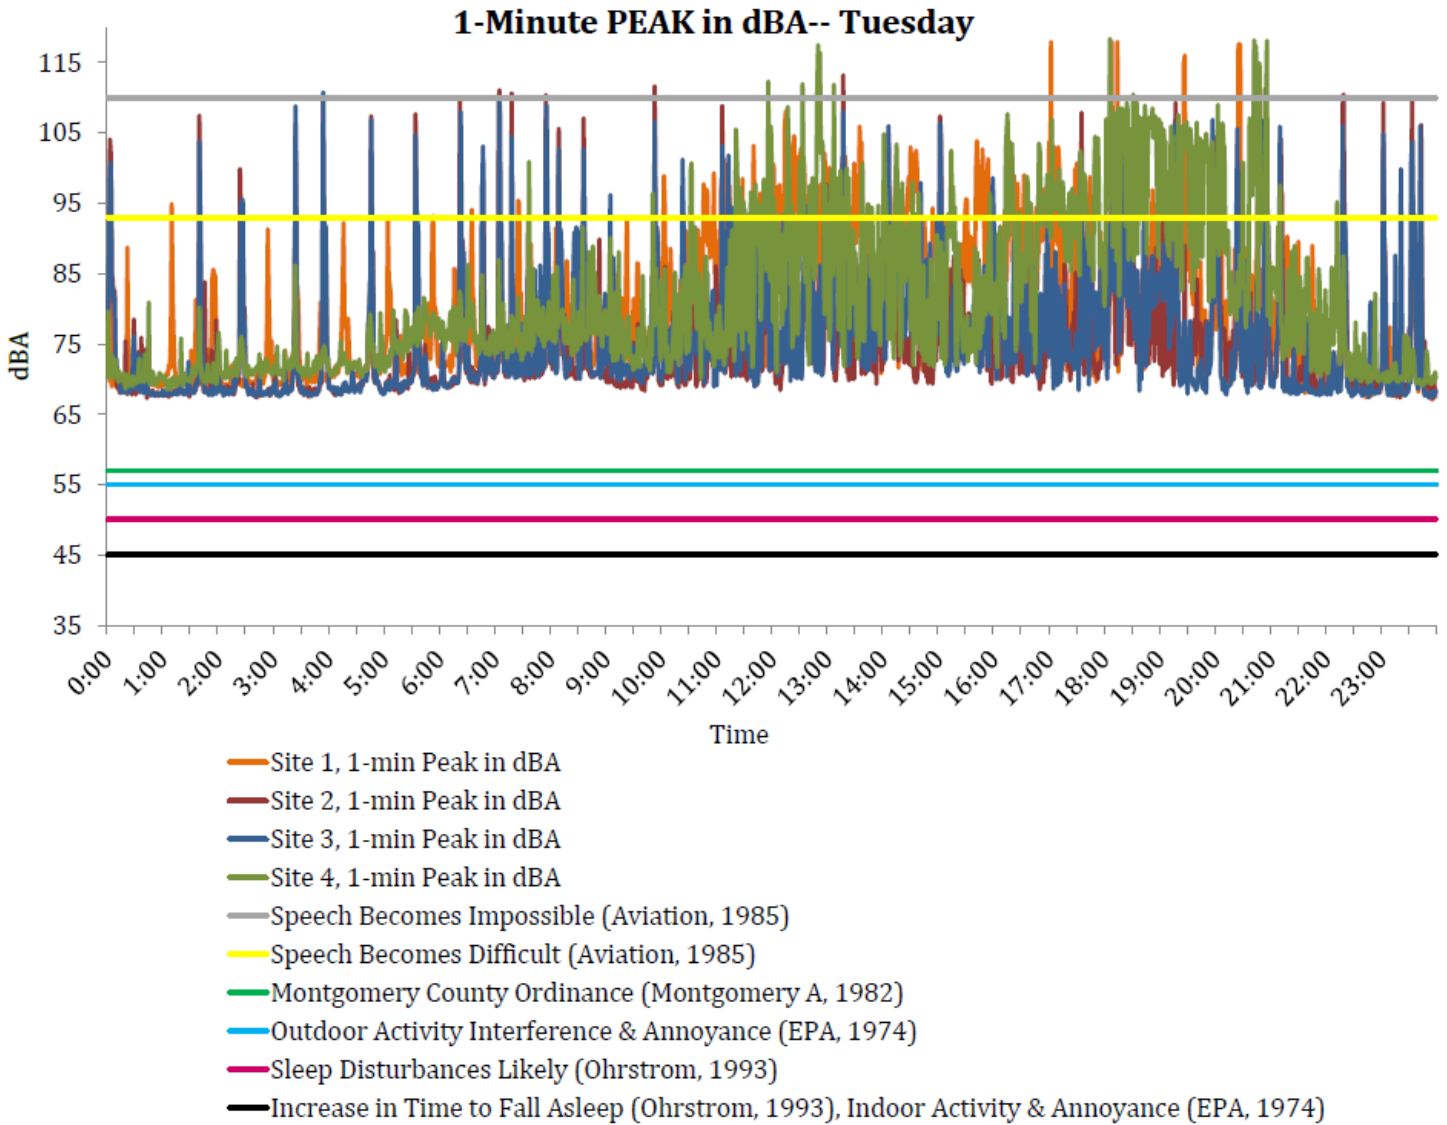 1-Minute PEAK in dBA-- Tuesday
115
105
95
85
75
65
55
45
35
dBA
0:00
1:00
2:00
3:00
4:00
5:00
6:00
7:00
8:00
9:00
10:00
11:00
12:00
13:00
14:00
15:00
16:00
17:00
18:00
19:00
20:00
21:00
22:00
23:00
Time
Site 1, 1-min Peak in dBA
Site 2, 1-min Peak in dBA
Site 3, 1-min Peak in dBA
Site 4, 1-min Peak in dBA
Speech Becomes Impossible (Aviation, 1985)
Speech Becomes Difficult (Aviation, 1985)
Montgomery County Ordinance (Montgomery A, 1982)
Outdoor Activity Interference & Annoyance (EPA, 1974)
Sleep Disturbances Likely (Ohrstrom, 1993)
Increase in Time to Fall Asleep (Ohrstrom, 1993), Indoor Activity & Annoyance (EPA, 1974)